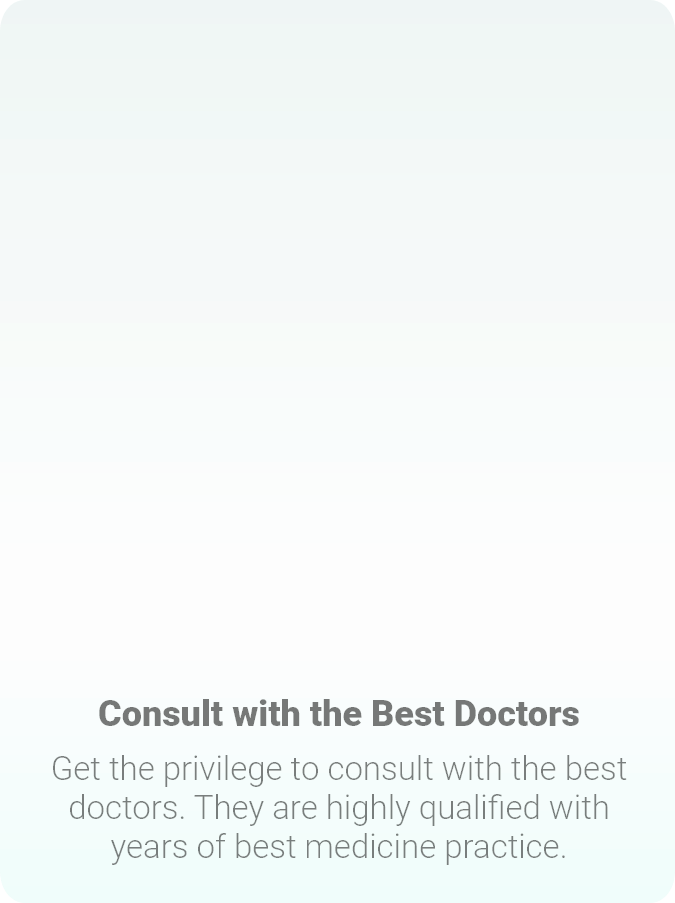 Consult with the Best Doctors
Get the privilege to consult with the best
doctors. They are highly qualified with
years of best medicine practice.